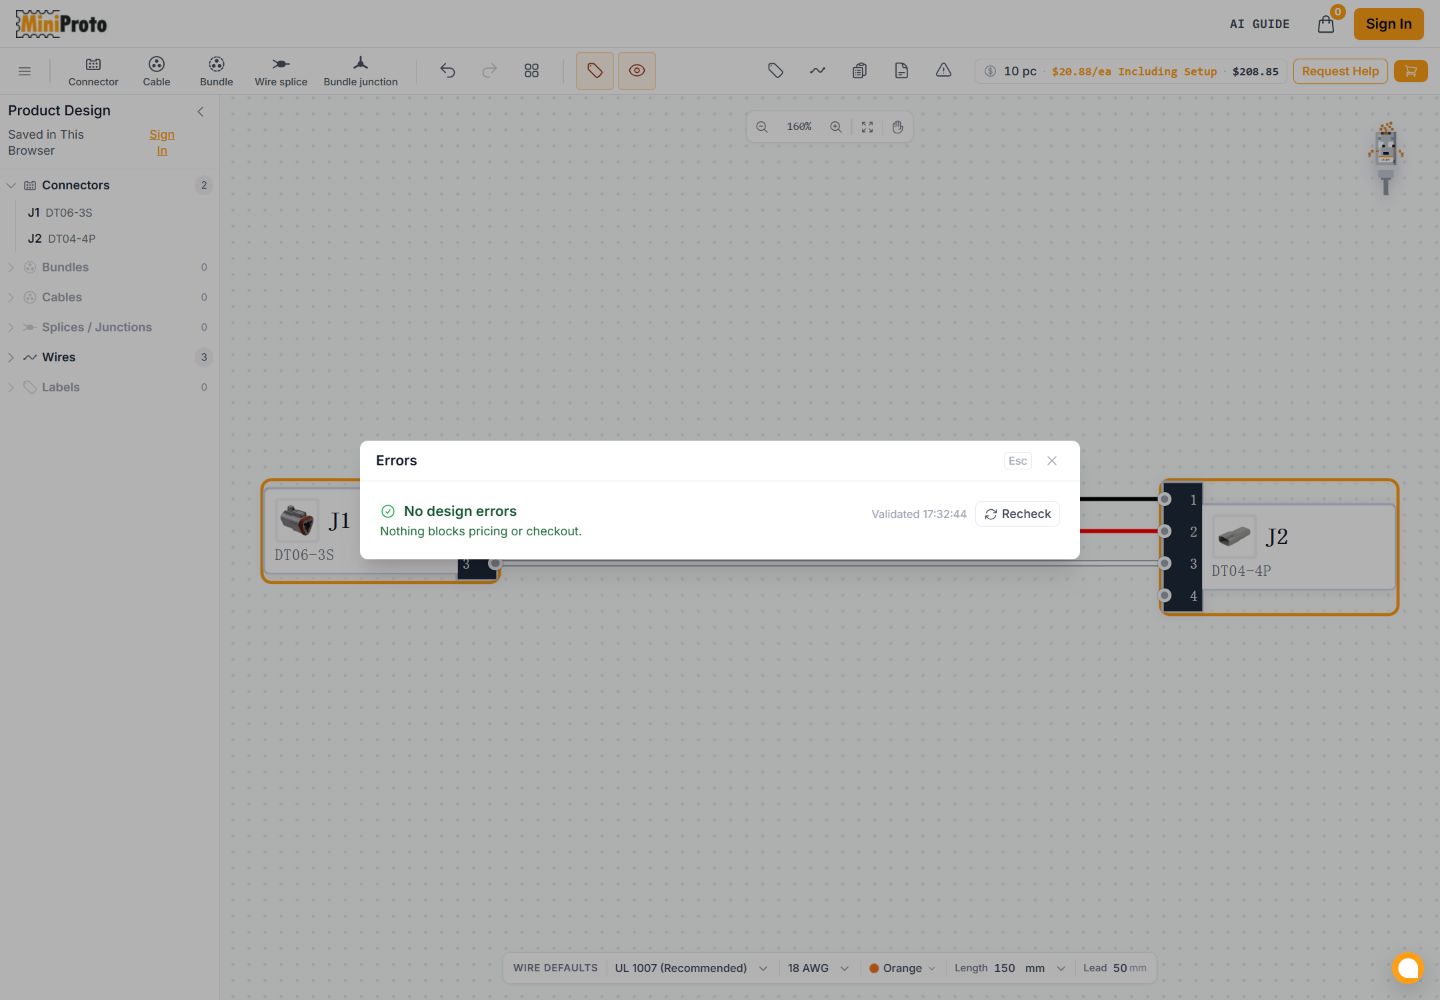 MiniProto
AI GUIDE
0
Sign In
Connector
Cable
Bundle
Wire splice
Bundle junction
10 pc · $20.88/ea Including Setup · $208.85
Request Help
Product Design
Saved in This Browser
Sign In
160%
Connectors 2
J1 DT06-3S
J2 DT04-4P
Bundles 0
Cables 0
Splices / Junctions 0
Wires 3
Labels 0
Errors
Esc
No design errors
Nothing blocks pricing or checkout.
Validated 17:32:44
Recheck
J1
DT06-3S
3
1
2
3
4
J2
DT04-4P
WIRE DEFAULTS
UL 1007 (Recommended)
18 AWG
Orange
Length 150 mm
Lead 50 mm